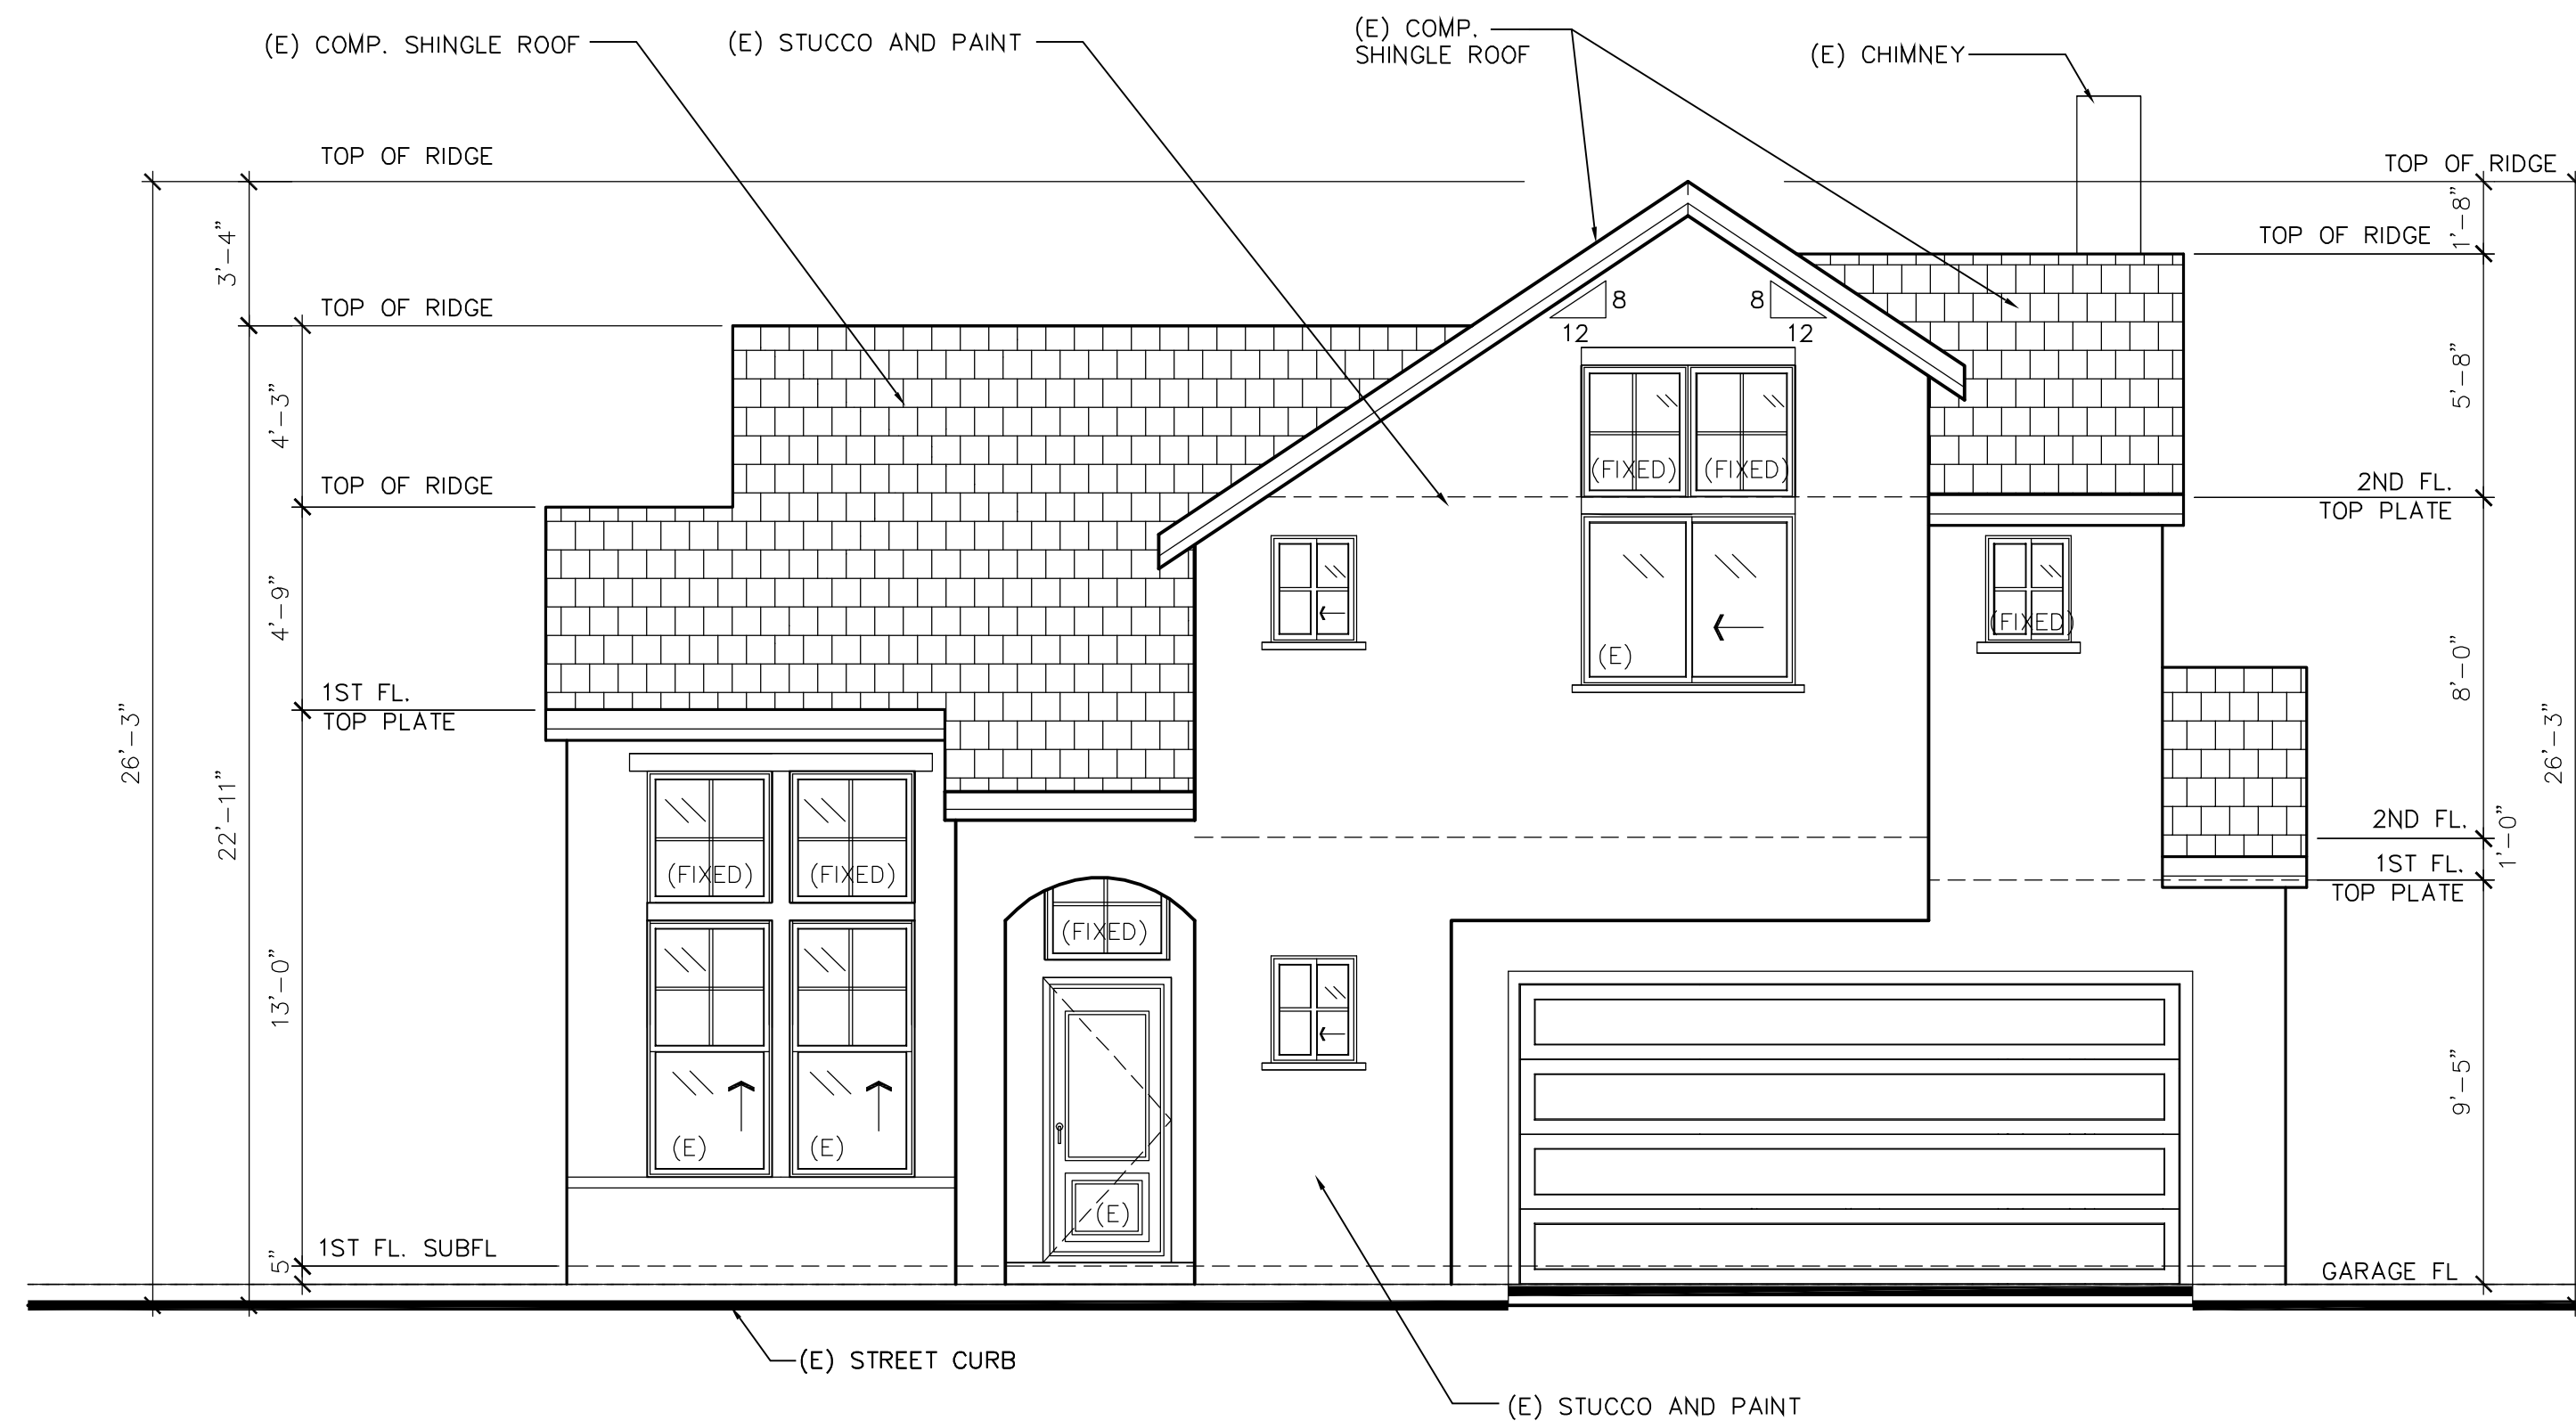 (E) COMP. SHINGLE ROOF
(E) STUCCO AND PAINT
(E) COMP.
SHINGLE ROOF
(E) CHIMNEY
TOP OF RIDGE
TOP OF RIDGE
1'-8"
3'-4"
TOP OF RIDGE
TOP OF RIDGE
8
12
8
12
4'-3"
5'-8"
(FIXED)
(FIXED)
TOP OF RIDGE
2ND FL.
TOP PLATE
4'-9"
(FIXED)
(E)
8'-0"
1ST FL.
TOP PLATE
26'-3"
26'-3"
22'-11"
2ND FL.
1'-0"
1ST FL.
TOP PLATE
(FIXED)
(FIXED)
(FIXED)
13'-0"
9'-5"
(E)
(E)
(E)
1ST FL. SUBFL
5"
GARAGE FL
(E) STREET CURB
(E) STUCCO AND PAINT